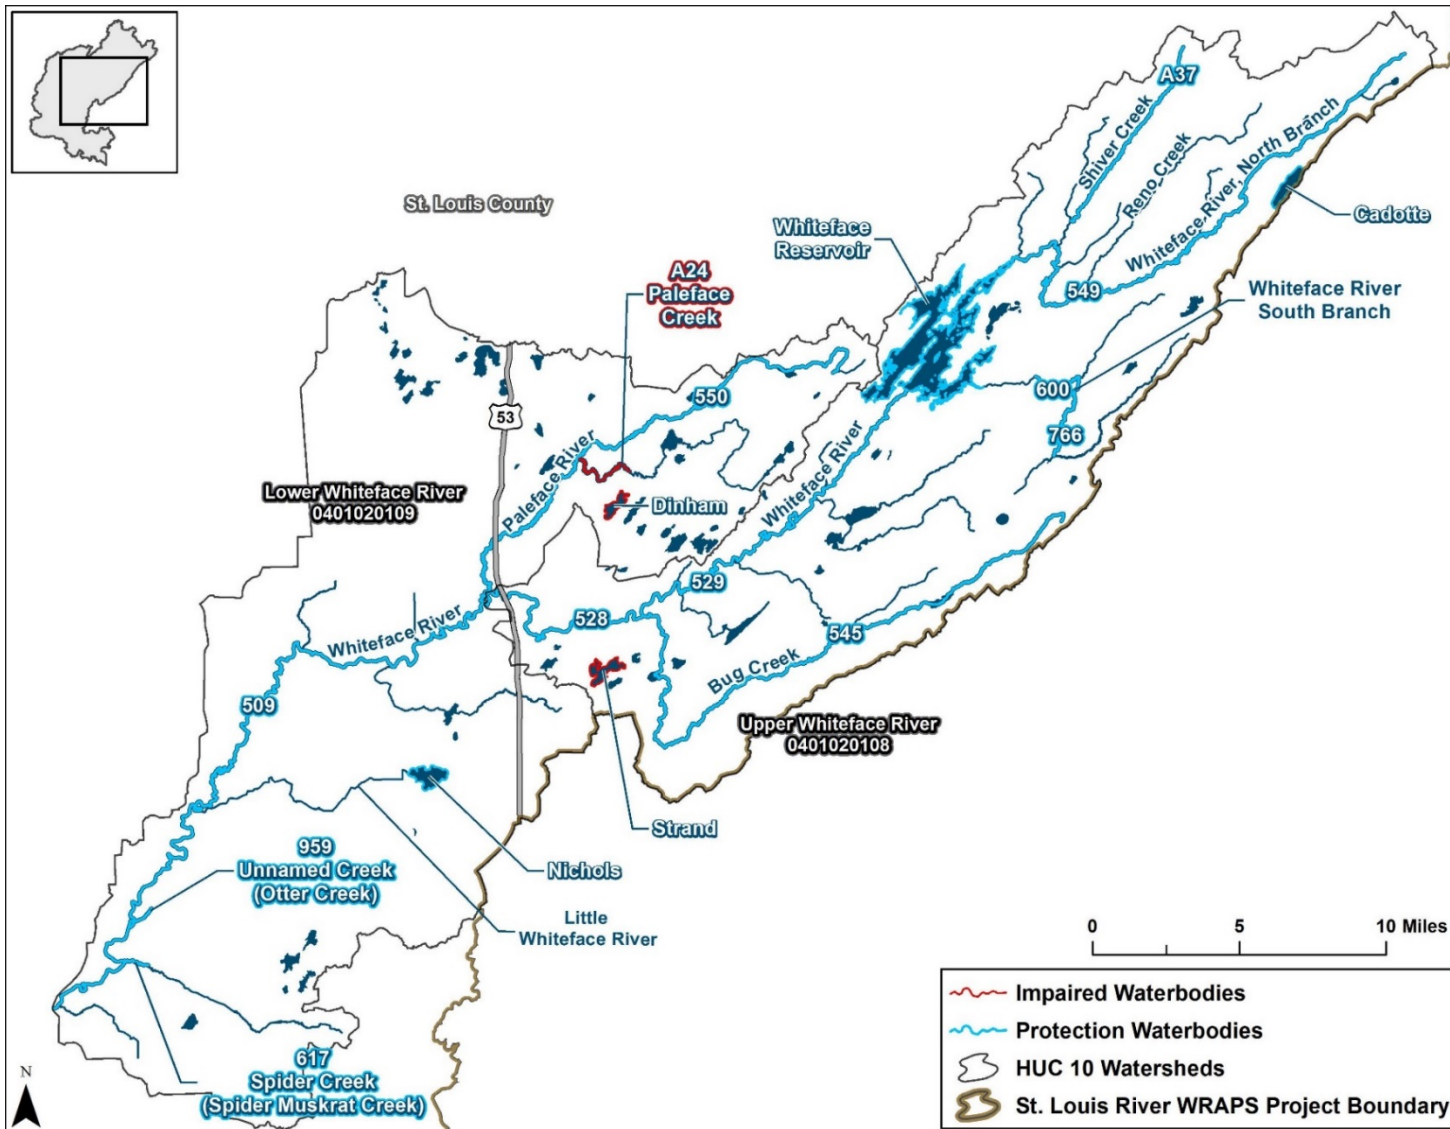 A37
Shiver Creek
Reno Creek
Whiteface River, North Branch
Cadotte
St. Louis County
Whiteface
Reservoir
A24
Paleface
Creek
549
Whiteface River
South Branch
550
600
53
766
Paleface River
Whiteface River
Lower Whiteface River
0401020109
Dinham
529
528
545
Whiteface River
Bug Creek
509
Upper Whiteface River
0401020108
Strand
959
Unnamed Creek
(Otter Creek)
Nichols
Little
Whiteface River
0 5 10 Miles
Impaired Waterbodies
Protection Waterbodies
HUC 10 Watersheds
St. Louis River WRAPS Project Boundary
617
Spider Creek
(Spider Muskrat Creek)
N